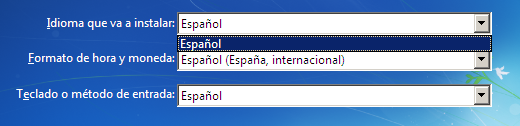 Idioma que va a instalar: Español
Español
Formato de hora y moneda: Español (España, internacional)
Teclado o método de entrada: Español